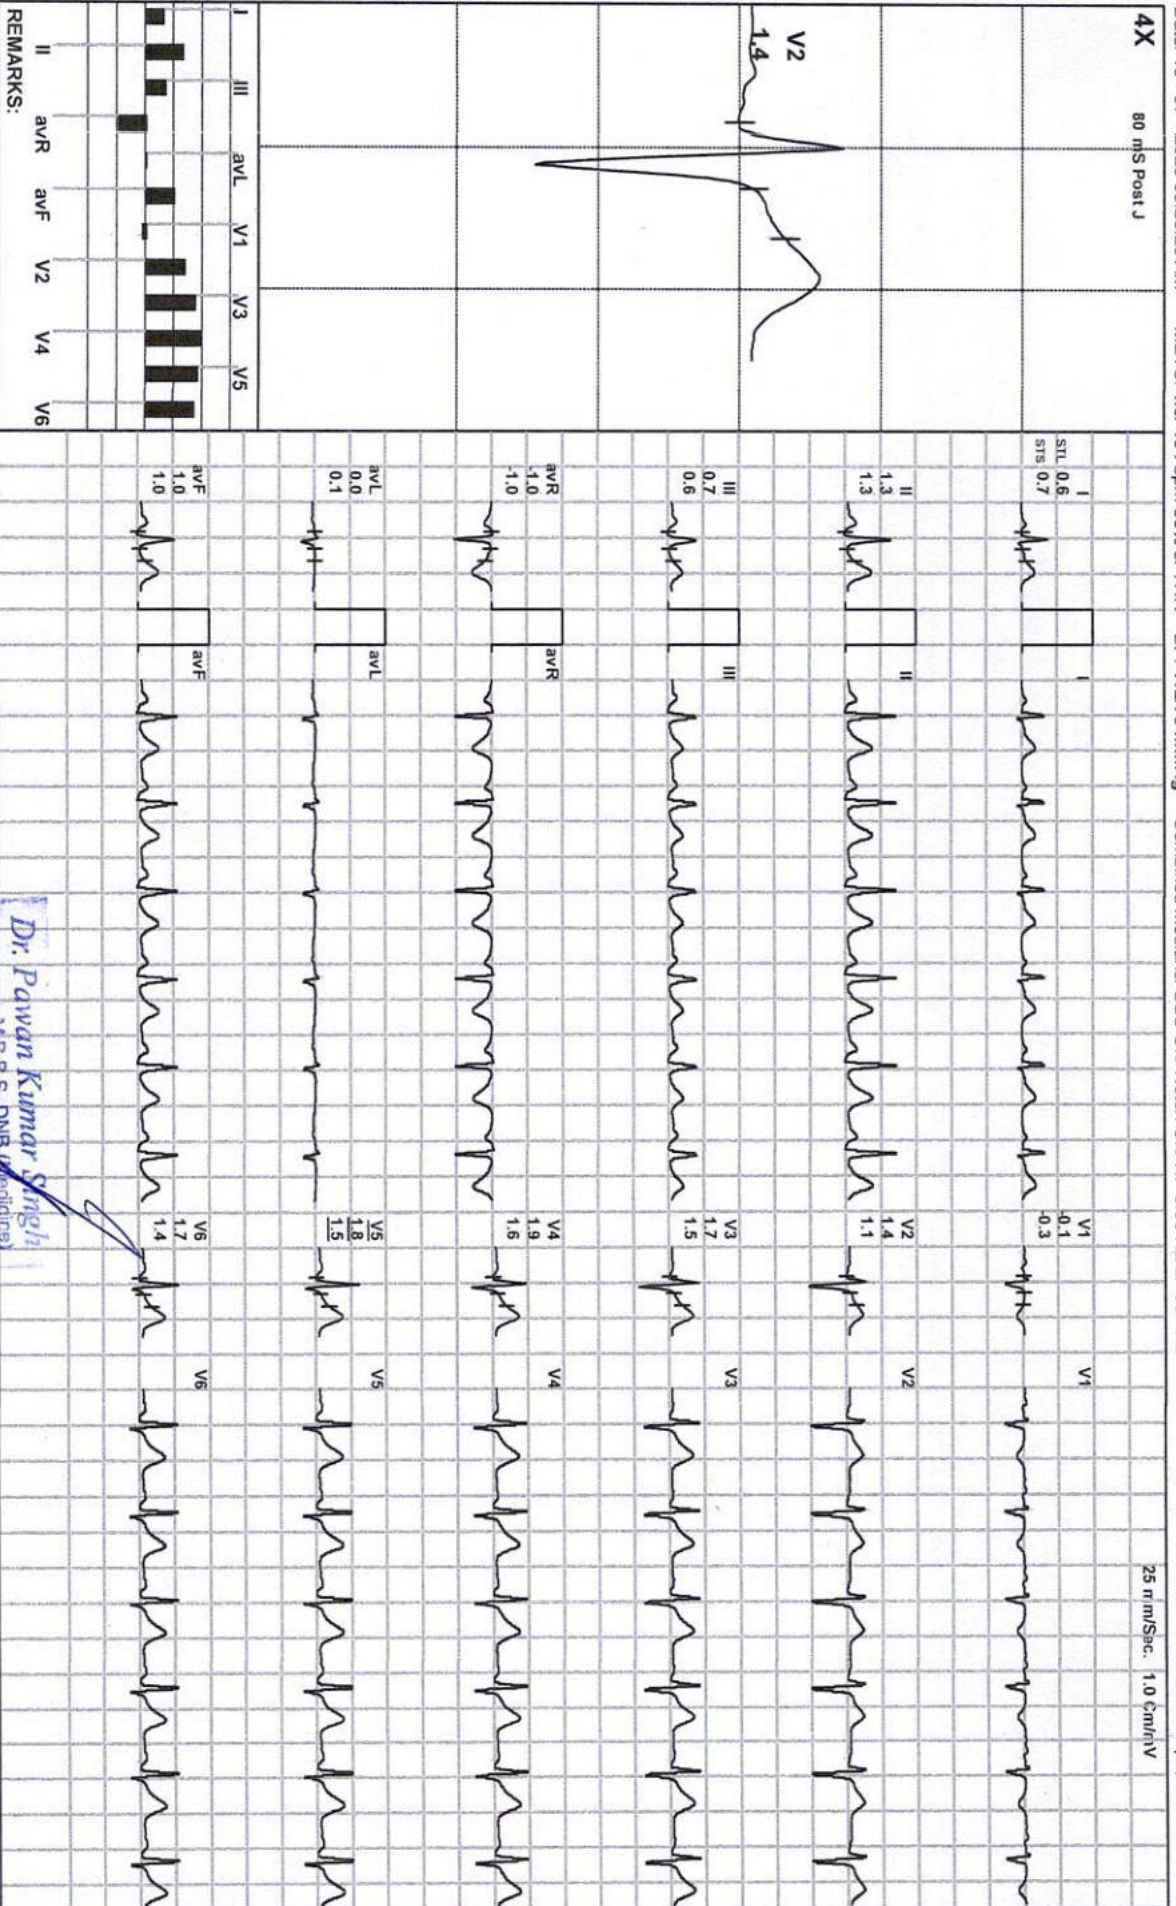 4X
80 mS Post J
V2
1.4
I
II
III
avR
avL
avF
V1
V2
V3
V4
V5
V6
REMARKS:
25 mm/Sec. 1.0 Cm/mV
I
STL 0.6
STS 0.7
I
II
1.3
1.3
II
III
0.7
0.6
III
avR
-1.0
-1.0
avR
avL
0.0
0.1
avL
avF
1.0
1.0
avF
V1
-0.1
-0.3
V1
V2
1.4
1.1
V2
V3
1.7
1.5
V3
V4
1.9
1.6
V4
V5
1.8
1.5
V5
V6
1.7
1.4
V6
Dr. Pawan Kumar Singh
M.B.B.S, DNB (Medicine)